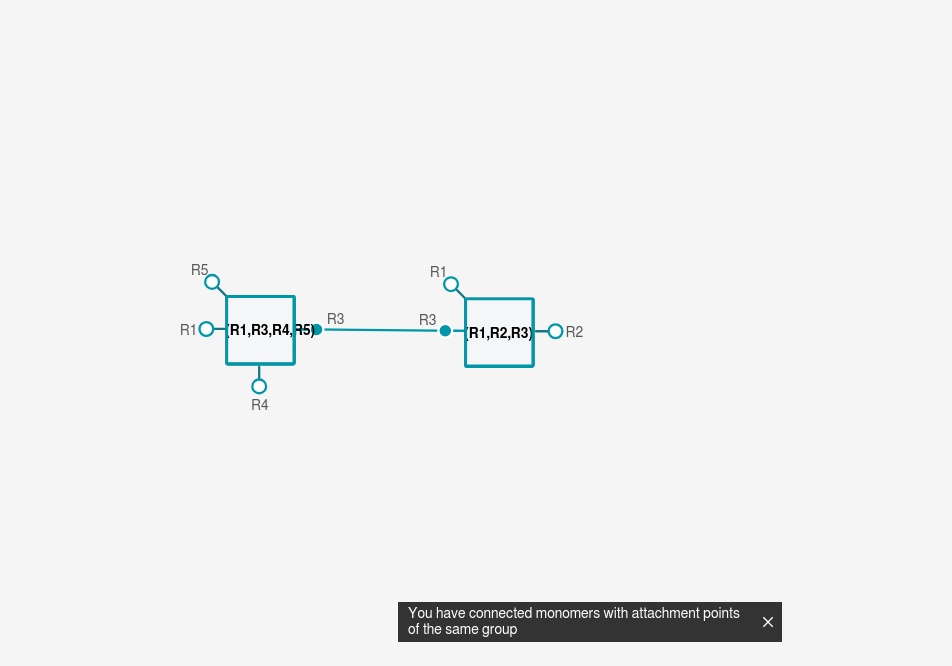 R5
R1
R1
(R1,R3,R4,R5)
R3
R3
(R1,R2,R3)
R2
R4
You have connected monomers with attachment points
of the same group